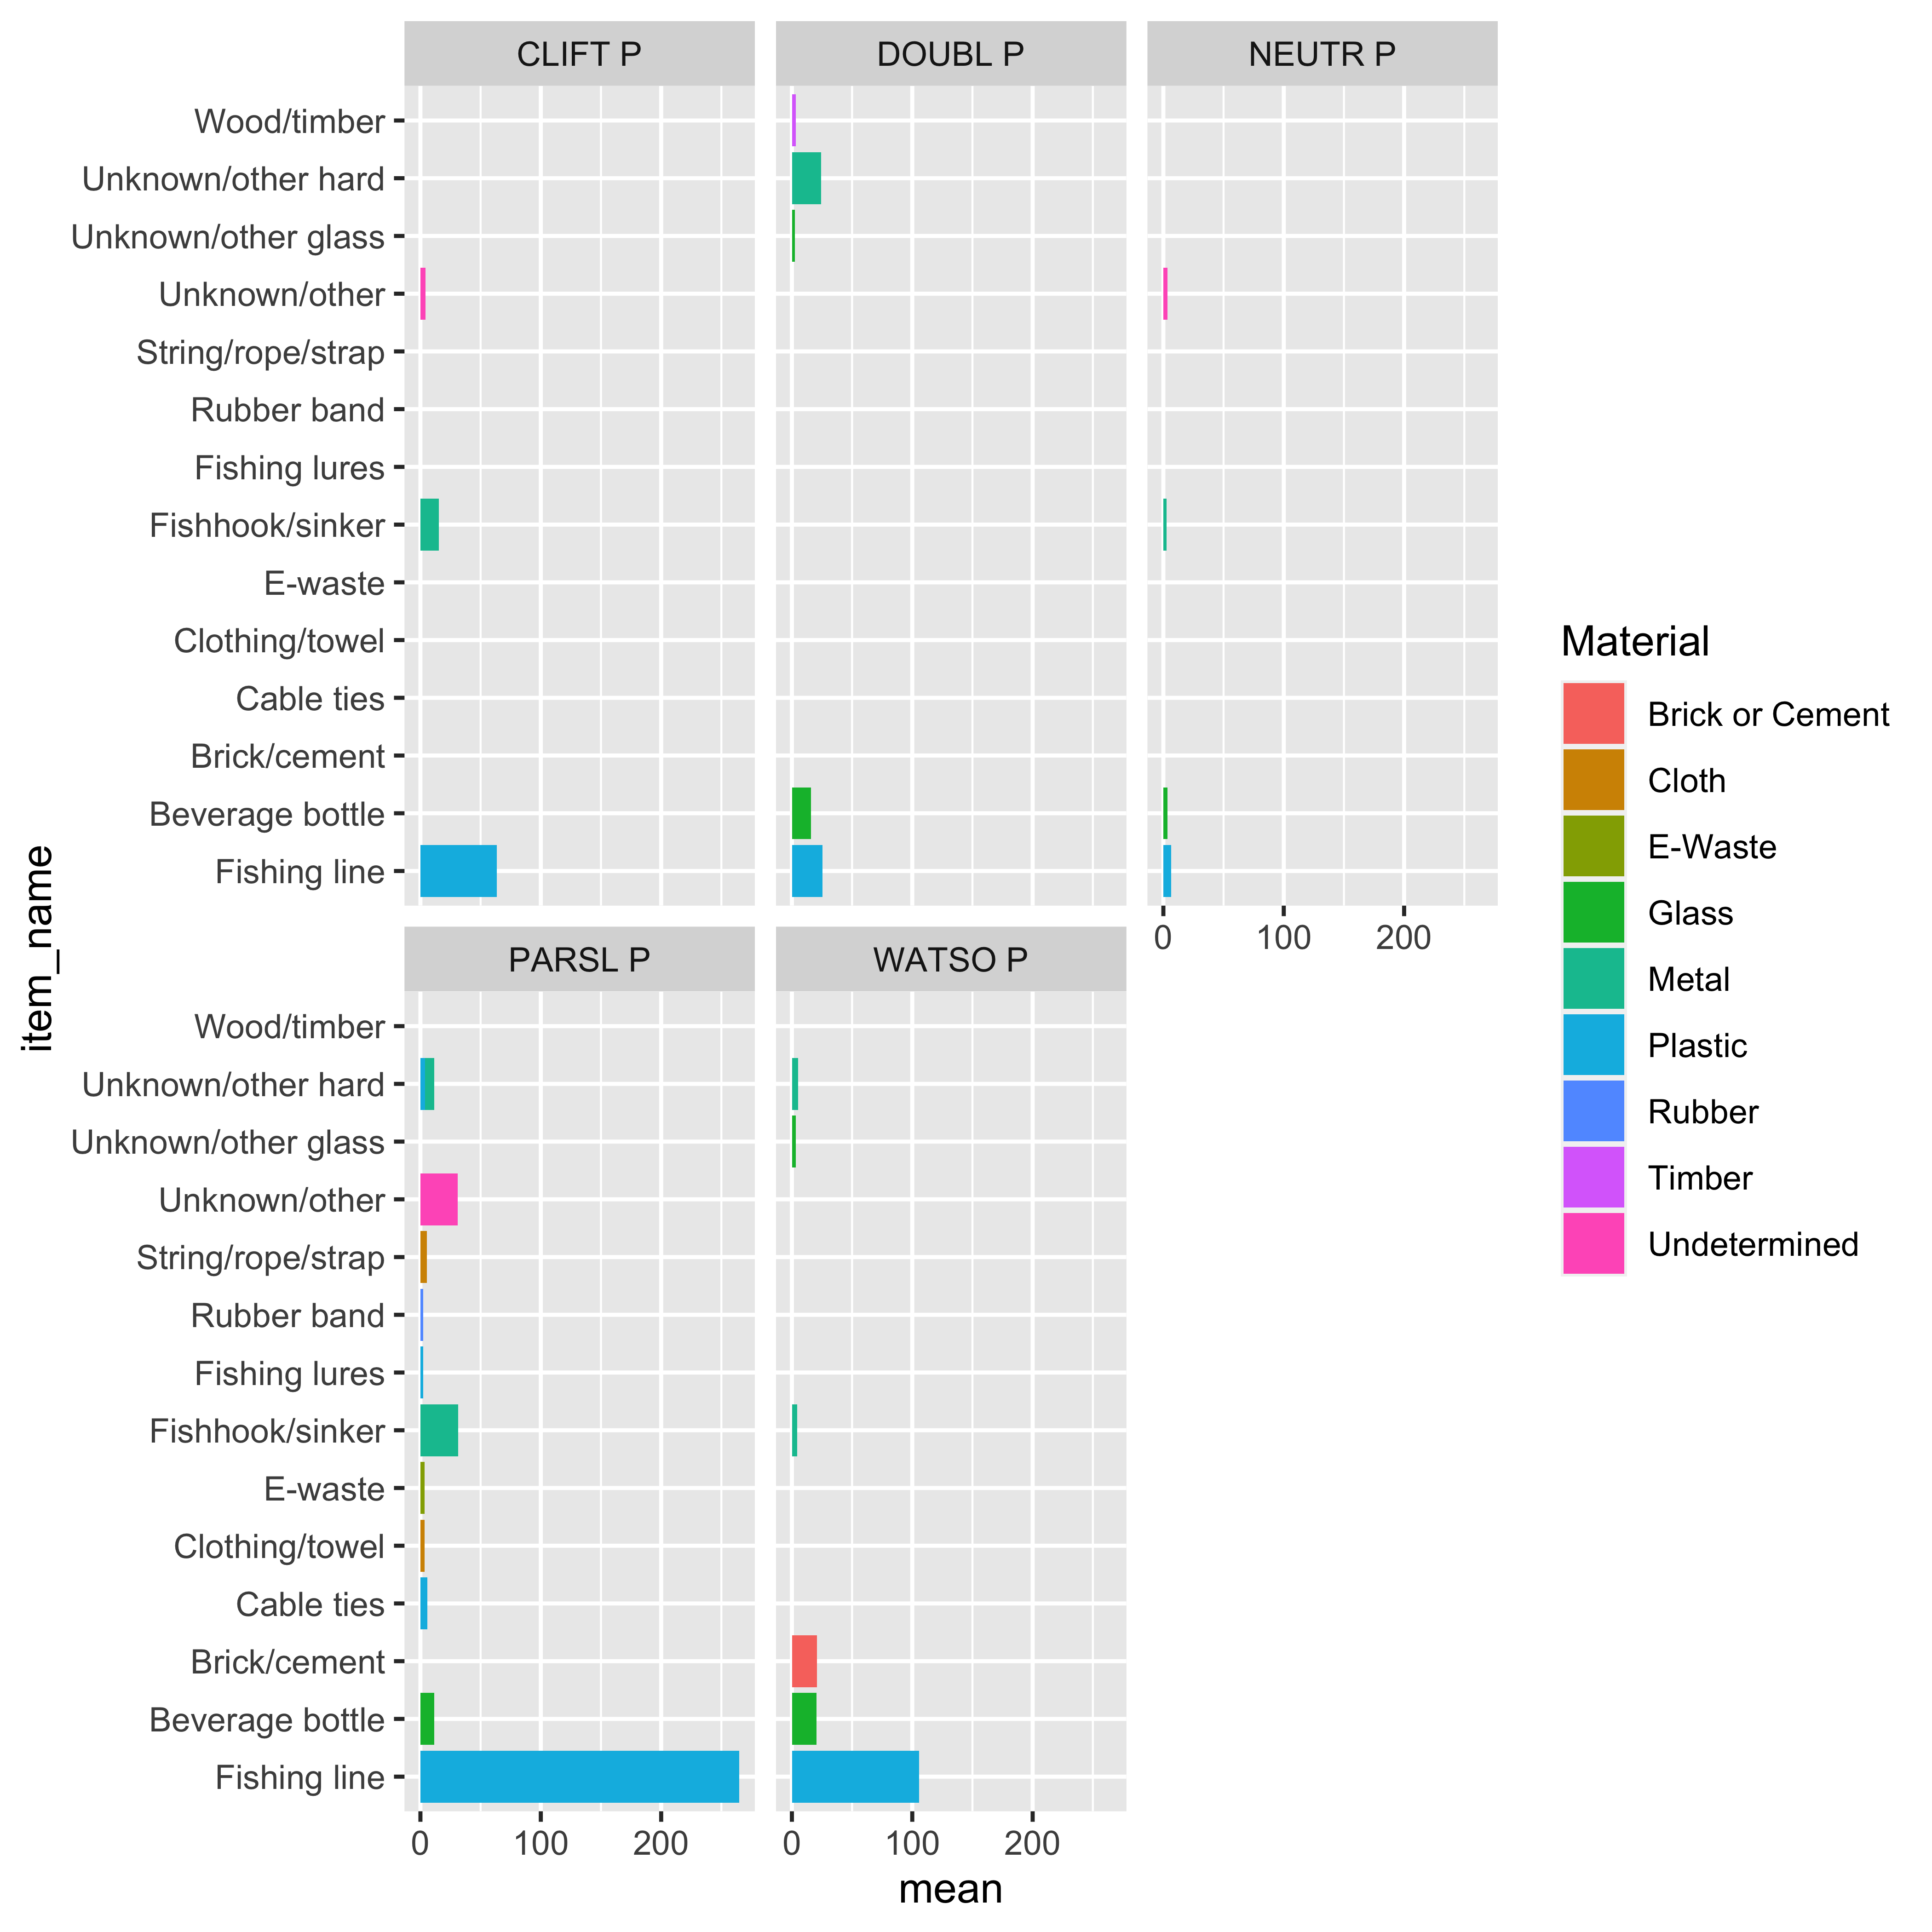 CLIFT P
DOUBL P
NEUTR P
Wood/timber
Unknown/other hard
Unknown/other glass
Unknown/other
String/rope/strap
Rubber band
Fishing lures
Fishhook/sinker
E-waste
Clothing/towel
Cable ties
Brick/cement
Beverage bottle
Fishing line
0 100 200
PARSL P
WATSO P
Wood/timber
Unknown/other hard
Unknown/other glass
Unknown/other
String/rope/strap
Rubber band
Fishing lures
Fishhook/sinker
E-waste
Clothing/towel
Cable ties
Brick/cement
Beverage bottle
Fishing line
0 100 200
0 100 200
mean
item_name
Material
Brick or Cement
Cloth
E-Waste
Glass
Metal
Plastic
Rubber
Timber
Undetermined